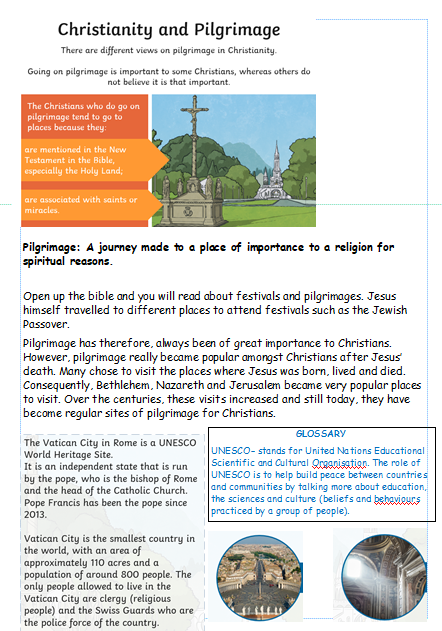 Christianity and Pilgrimage
There are different views on pilgrimage in Christianity.
Going on pilgrimage is important to some Christians, whereas others do
not believe it is that important.
The Christians who do go on
pilgrimage tend to go to
places because they:
are mentioned in the New
Testament in the Bible,
especially the Holy Land;
are associated with saints or
miracles.
Pilgrimage: A journey made to a place of importance to a religion for
spiritual reasons.
Open up the bible and you will read about festivals and pilgrimages. Jesus
himself travelled to different places to attend festivals such as the Jewish
Passover.
Pilgrimage has therefore, always been of great importance to Christians.
However, pilgrimage really became popular amongst Christians after Jesus'
death. Many chose to visit the places where Jesus was born, lived and died.
Consequently, Bethlehem, Nazareth and Jerusalem became very popular places
to visit. Over the centuries, these visits increased and still today, they have
become regular sites of pilgrimage for Christians.
The Vatican City in Rome is a UNESCO
World Heritage Site.
It is an independent state that is run
by the pope, who is the bishop of Rome
and the head of the Catholic Church.
Pope Francis has been the pope since
2013.
Vatican City is the smallest country in
the world, with an area of
approximately 110 acres and a
population of around 800 people. The
only people allowed to live in the
Vatican City are clergy (religious
people) and the Swiss Guards who are
the police force of the country.
GLOSSARY
UNESCO– stands for United Nations Educational
Scientific and Cultural Organisation. The role of
UNESCO is to help build peace between countries
and communities by talking more about education,
the sciences and culture (beliefs and behaviours
practiced by a group of people).